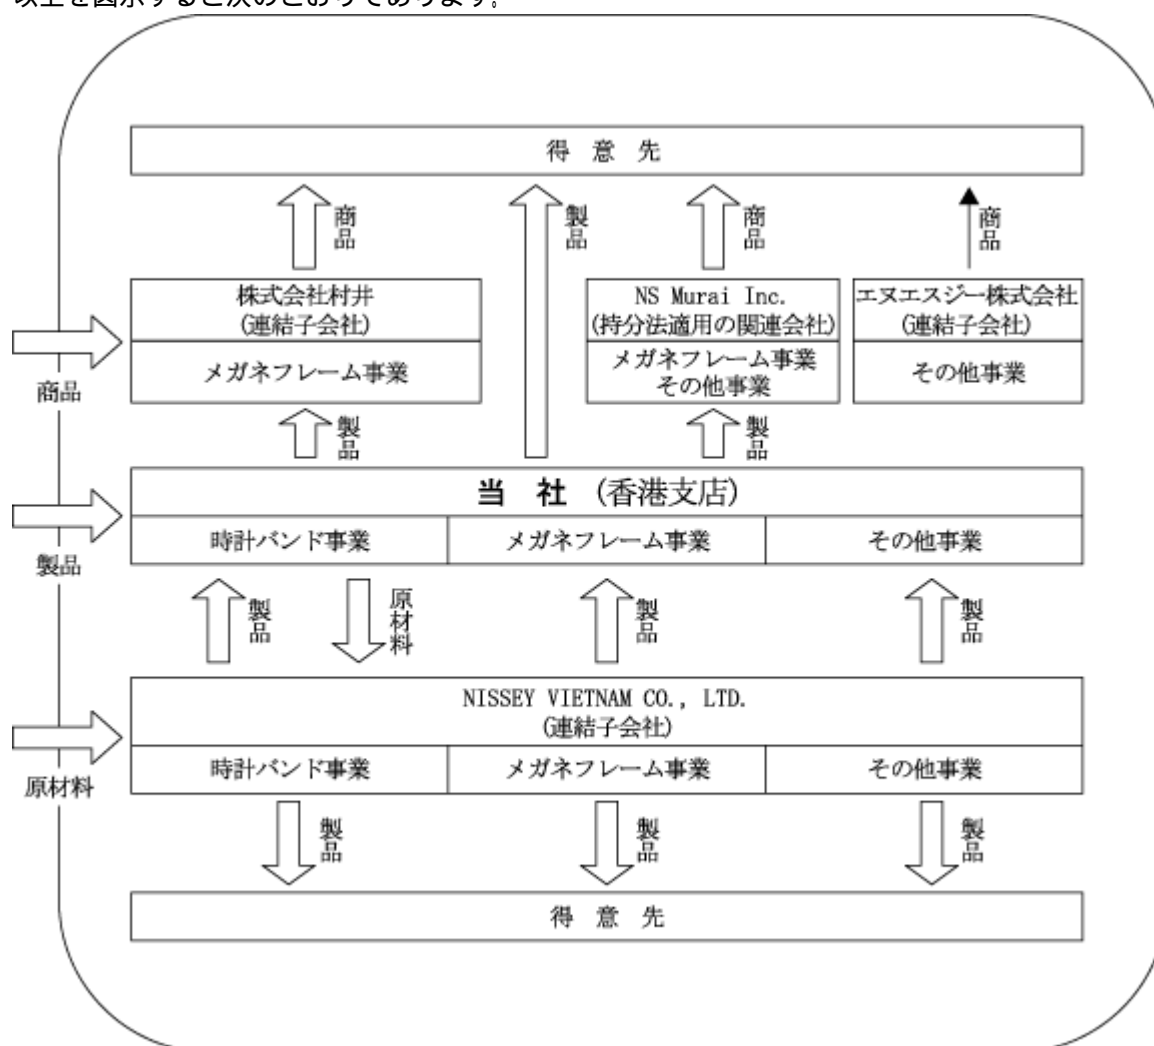 以上を図示すると次のとおりであります。
得 意 先
商品
製品
商品
商品
株式会社村井
(連結子会社)
メガネフレーム事業
NS Murai Inc.
(持分法適用の関連会社)
メガネフレーム事業
その他事業
エヌエスジー株式会社
(連結子会社)
その他事業
商品
製品
製品
当 社 (香港支店)
時計バンド事業
メガネフレーム事業
その他事業
製品
製品
原材料
製品
製品
NISSEY VIETNAM CO., LTD.
(連結子会社)
時計バンド事業
メガネフレーム事業
その他事業
原材料
製品
製品
製品
得 意 先